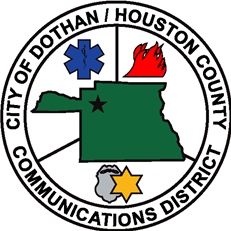 CITY OF DOTHAN / HOUSTON COUNTY
COMMUNICATIONS DISTRICT